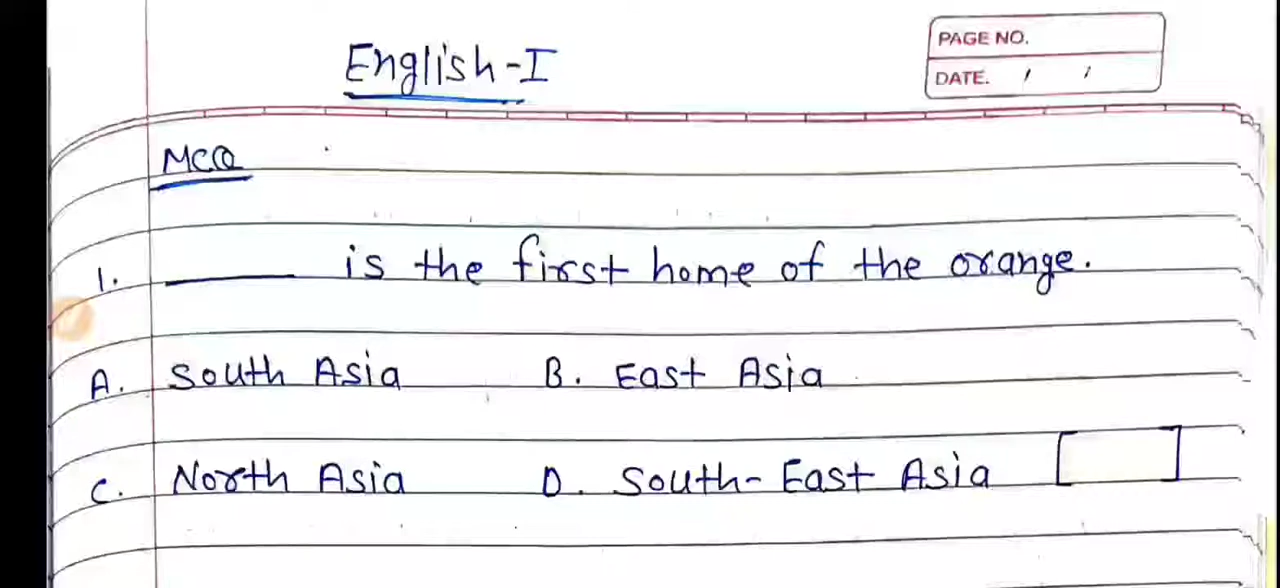 English-I
PAGE NO.
DATE. / /
MCQ
1. ______ is the first home of the orange.
A. South Asia B. East Asia
C. North Asia D. South-East Asia [ ]